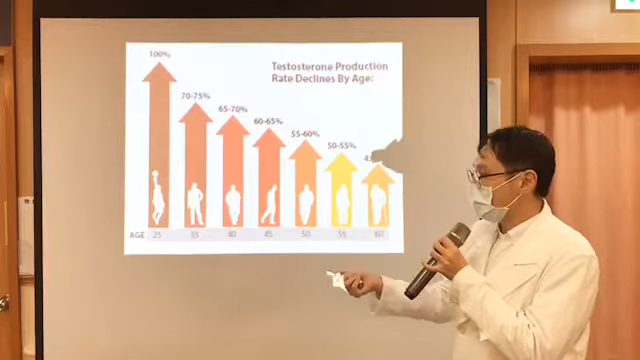 100%
Testosterone Production
Rate Declines By Age:
70-75%
65-70%
60-65%
55-60%
50-55%
AGE 25 35 40 45 50 55 60